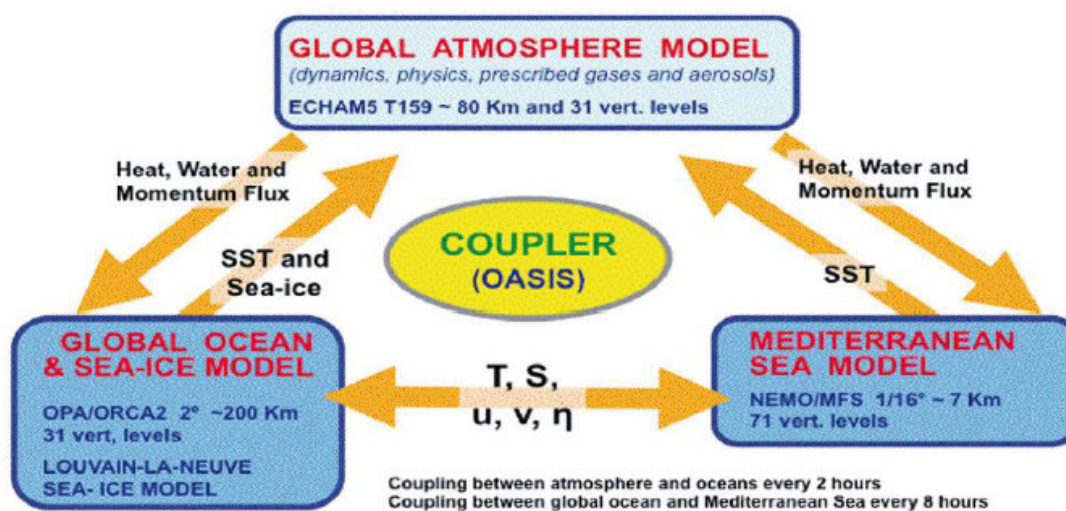 GLOBAL ATMOSPHERE MODEL
(dynamics, physics, prescribed gases and aerosols)
ECHAM5 T159 ~ 80 Km and 31 vert. levels
Heat, Water and
Momentum Flux
Heat, Water and
Momentum Flux
SST and
Sea-ice
COUPLER
(OASIS)
SST
GLOBAL OCEAN
& SEA-ICE MODEL
OPA/ORCA2 2° ~200 Km
31 vert, levels
LOUVAIN-LA-NEUVE
SEA- ICE MODEL
T, S,
u, v, η
MEDITERRANEAN
SEA MODEL
NEMO/MFS 1/16° ~ 7 Km
71 vert. levels
Coupling between atmosphere and oceans every 2 hours
Coupling between global ocean and Mediterranean Sea every 8 hours